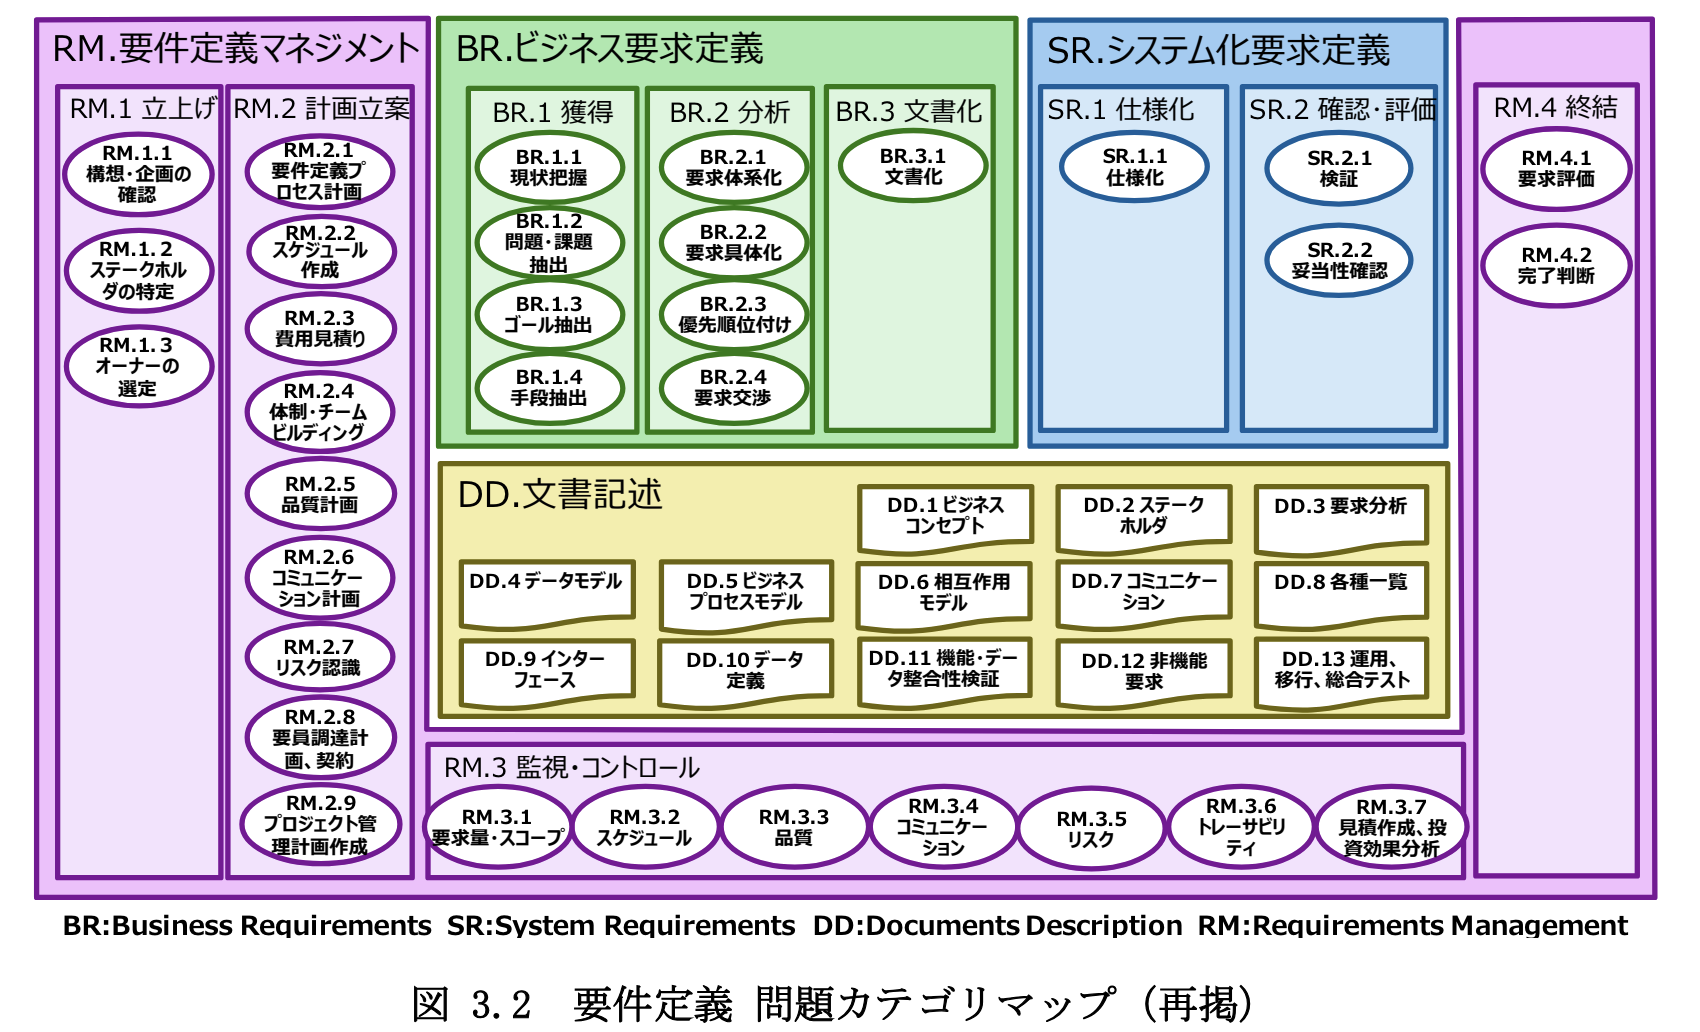 RM.要件定義マネジメント
RM.1 立上げ
RM.1.1
構想・企画の
確認
RM.1.2
ステークホル
ダの特定
RM.1.3
オーナーの
選定
RM.2 計画立案
RM.2.1
要件定義プ
ロセス計画
RM.2.2
スケジュール
作成
RM.2.3
費用見積り
RM.2.4
体制・チーム
ビルディング
RM.2.5
品質計画
RM.2.6
コミュニケー
ション計画
RM.2.7
リスク認識
RM.2.8
要員調達計
画、契約
RM.2.9
プロジェクト管
理計画作成
BR.ビジネス要求定義
BR.1 獲得
BR.1.1
現状把握
BR.1.2
問題・課題
抽出
BR.1.3
ゴール抽出
BR.1.4
手段抽出
BR.2 分析
BR.2.1
要求体系化
BR.2.2
要求具体化
BR.2.3
優先順位付け
BR.2.4
要求交渉
BR.3 文書化
BR.3.1
文書化
SR.システム化要求定義
SR.1 仕様化
SR.1.1
仕様化
SR.2 確認・評価
SR.2.1
検証
SR.2.2
妥当性確認
RM.4 終結
RM.4.1
要求評価
RM.4.2
完了判断
DD.文書記述
DD.1 ビジネス
コンセプト
DD.2 ステーク
ホルダ
DD.3 要求分析
DD.4 データモデル
DD.5 ビジネス
プロセスモデル
DD.6 相互作用
モデル
DD.7 コミュニケー
ション
DD.8 各種一覧
DD.9 インター
フェース
DD.10 データ
定義
DD.11 機能・デー
タ整合性検証
DD.12 非機能
要求
DD.13 運用、
移行、総合テスト
RM.3 監視・コントロール
RM.3.1
要求量・スコープ
RM.3.2
スケジュール
RM.3.3
品質
RM.3.4
コミュニケー
ション
RM.3.5
リスク
RM.3.6
トレーサビリ
ティ
RM.3.7
見積作成、投
資効果分析
BR:Business Requirements SR:System Requirements DD:Documents Description RM:Requirements Management
図 3.2 要件定義 問題カテゴリマップ（再掲）